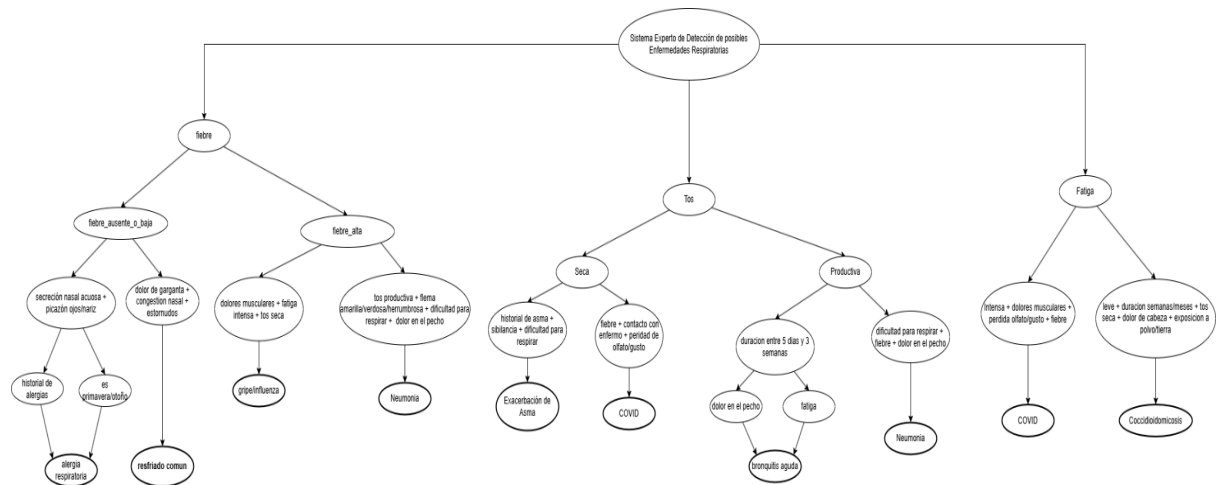 Sistema Experto de Detección de posibles
Enfermedades Respiratorias
fiebre
Tos
Fatiga
fiebre_ausente_o_baja
fiebre_alta
Seca
Productiva
secreción nasal acuosa +
picazón ojos/nariz
dolor de garganta +
congestion nasal +
estornudos
dolores musculares + fatiga
intensa + tos seca
tos productiva + flema
amarilla/verdosa/herrumbrosa + dificultad para
respirar + dolor en el pecho
historial de asma +
sibilancia + dificultad para
respirar
fiebre + contacto con
enfermo + peridad de
olfato/gusto
duracion entre 5 dias y 3
semanas
dificultad para respirar +
fiebre + dolor en el pecho
intensa + dolores musculares +
perdida olfato/gusto + fiebre
leve + duracion semanas/meses + tos
seca + dolor de cabeza + exposicion a
polvo/tierra
historial de
alergias
es
primavera/otoño
gripe/influenza
Neumonia
Exacerbación de
Asma
COVID
dolor en el pecho
fatiga
Neumonia
COVID
Coccidioidomicosis
alergia
respiratoria
resfriado comun
bronquitis aguda